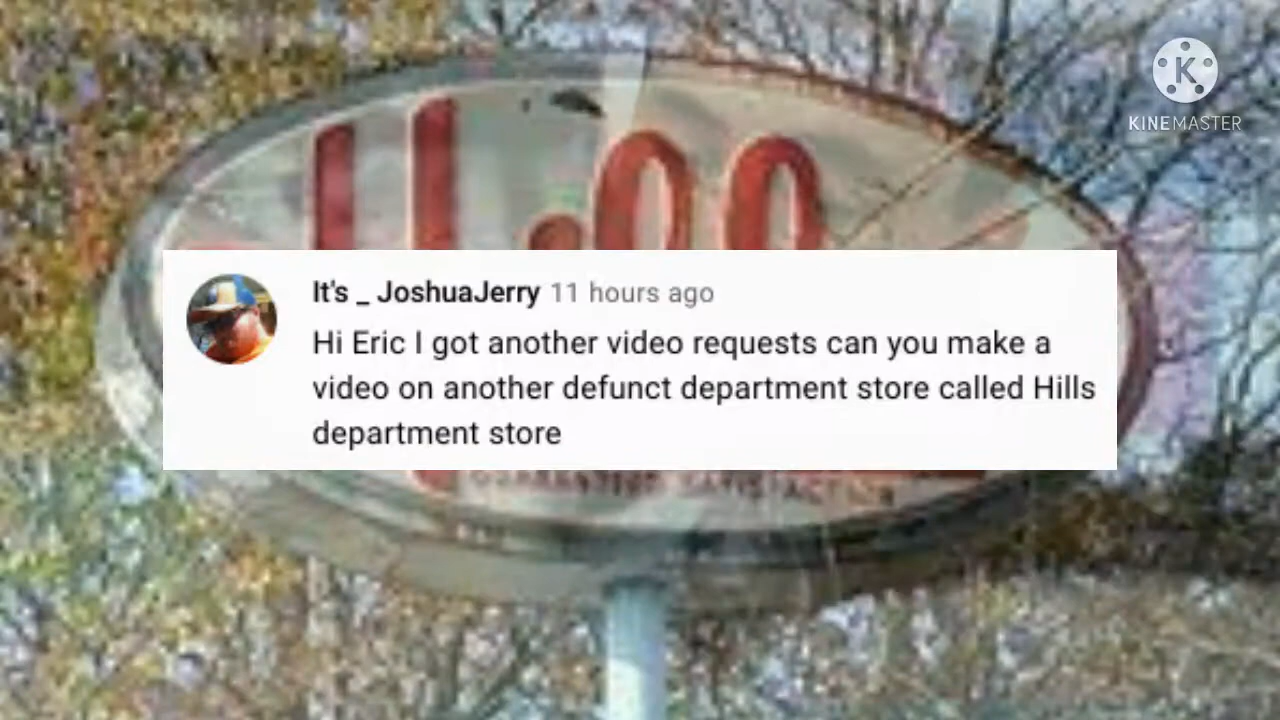 KINEMASTER
It's _ JoshuaJerry 11 hours ago
Hi Eric I got another video requests can you make a
video on another defunct department store called Hills
department store